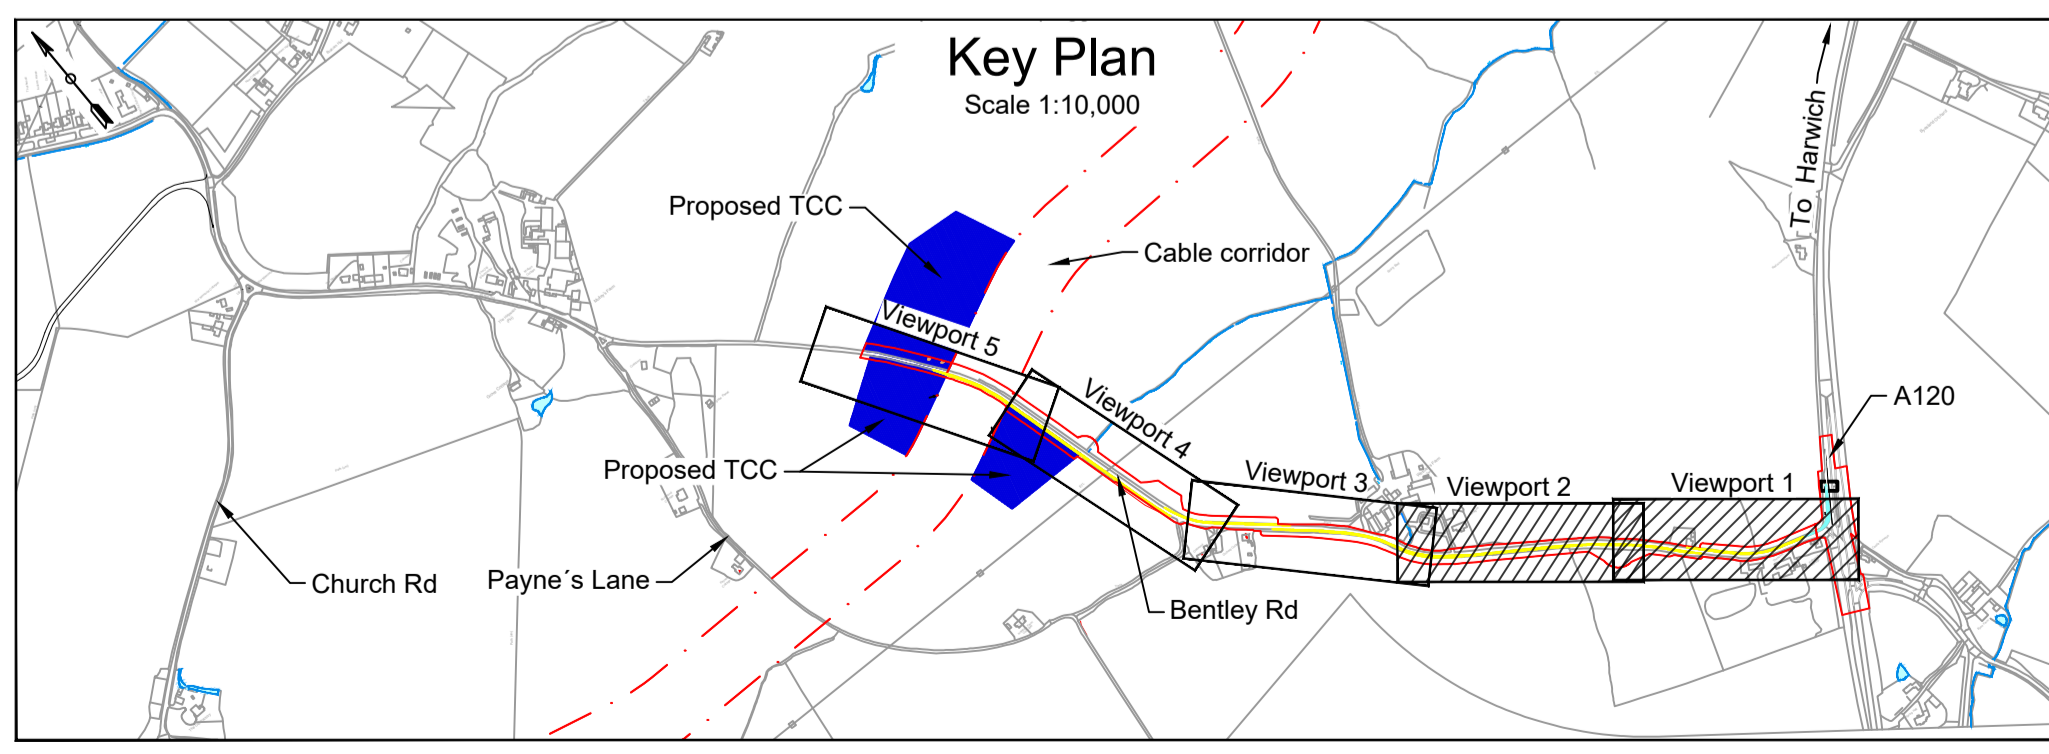 Key Plan
Scale 1:10,000
To Harwich
Proposed TCC
Cable corridor
Viewport 5
Viewport 4
A120
Proposed TCC
Viewport 3
Viewport 2
Viewport 1
Church Rd
Payne´s Lane
Bentley Rd